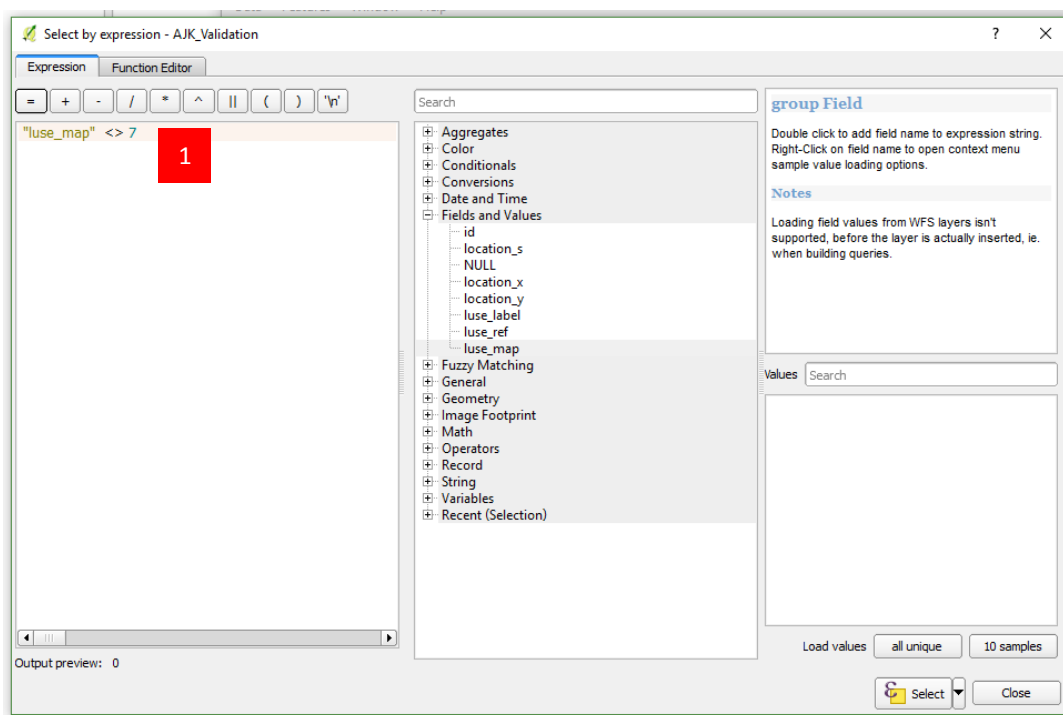 Select by expression - AJK_Validation
?
X
Expression
Function Editor
= + - / * ^ || ( ) '\n'
"luse_map" <> 7
1
Output preview: 0
Search
Aggregates
Color
Conditionals
Conversions
Date and Time
Fields and Values
id
location_s
NULL
location_x
location_y
luse_label
luse_ref
luse_map
Fuzzy Matching
General
Geometry
Image Footprint
Math
Operators
Record
String
Variables
Recent (Selection)
group Field
Double click to add field name to expression string.
Right-Click on field name to open context menu
sample value loading options.
Notes
Loading field values from WFS layers isn't
supported, before the layer is actually inserted, ie.
when building queries.
Values Search
Load values all unique 10 samples
Select Close